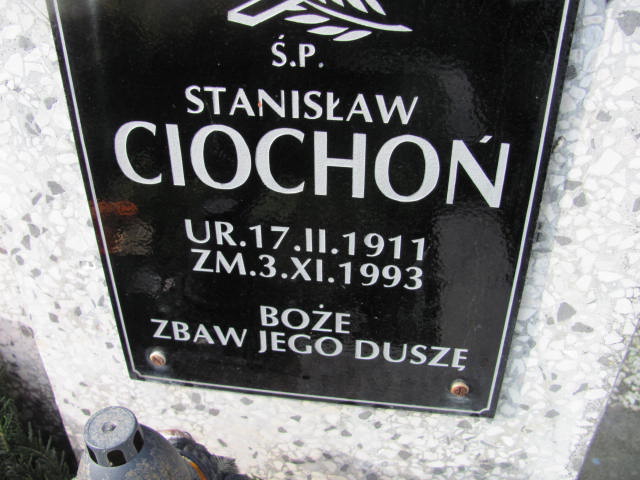 Ś.P.
STANISŁAW
CIOCHOŃ
UR.17.II.1911
ZM.3.XI.1993
BOŻE
ZBAW JEGO DUSZĘ